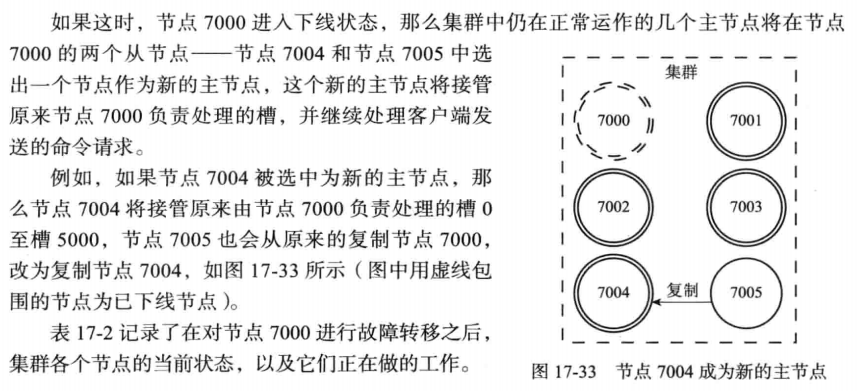 如果这时，节点 7000 进入下线状态，那么集群中仍在正常运作的几个主节点将在节点
7000 的两个从节点——节点 7004 和节点 7005 中选
出一个节点作为新的主节点，这个新的主节点将接管
原来节点 7000 负责处理的槽，并继续处理客户端发
送的命令请求。
例如，如果节点 7004 被选中为新的主节点，那
么节点 7004 将接管原来由节点 7000 负责处理的槽 0
至槽 5000，节点 7005 也会从原来的复制节点 7000，
改为复制节点 7004，如图 17-33 所示（图中用虚线包
围的节点为已下线节点）。
表 17-2 记录了在对节点 7000 进行故障转移之后，
集群各个节点的当前状态，以及它们正在做的工作。
集群
7000
7001
7002
7003
7004
复制
7005
图 17-33 节点 7004 成为新的主节点